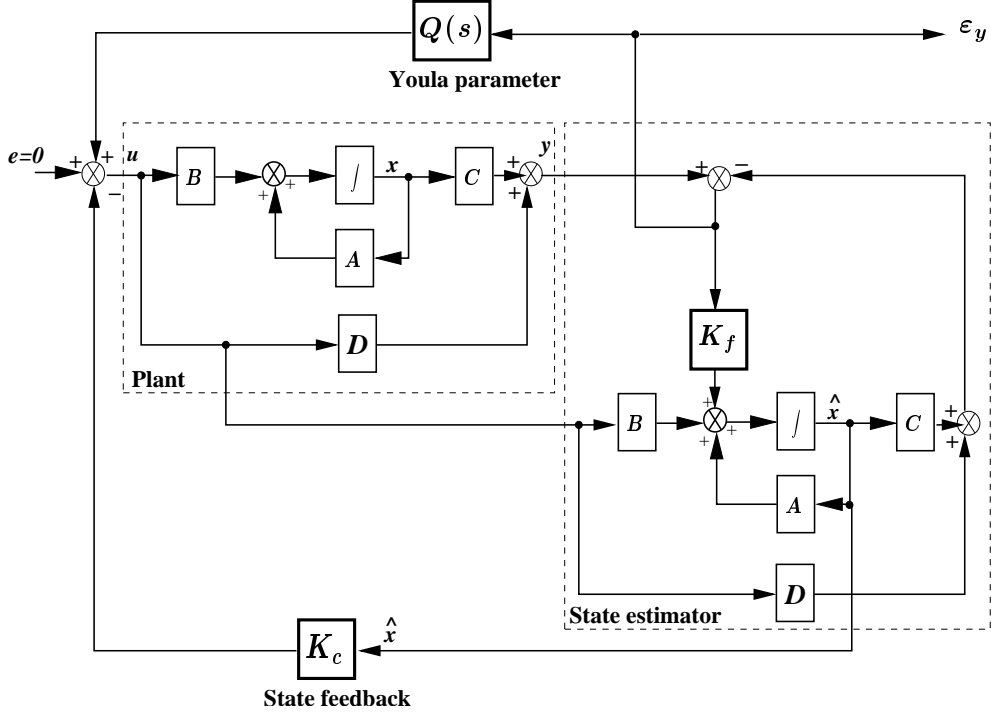 Q(s)
ε_y
Youla parameter
e=0
+
+
−
u
B
+
+
∫
x
C
+
+
y
A
D
Plant
+
−
K_f
B
+
+
+
∫
x̂
C
+
+
A
D
State estimator
K_c
x̂
State feedback